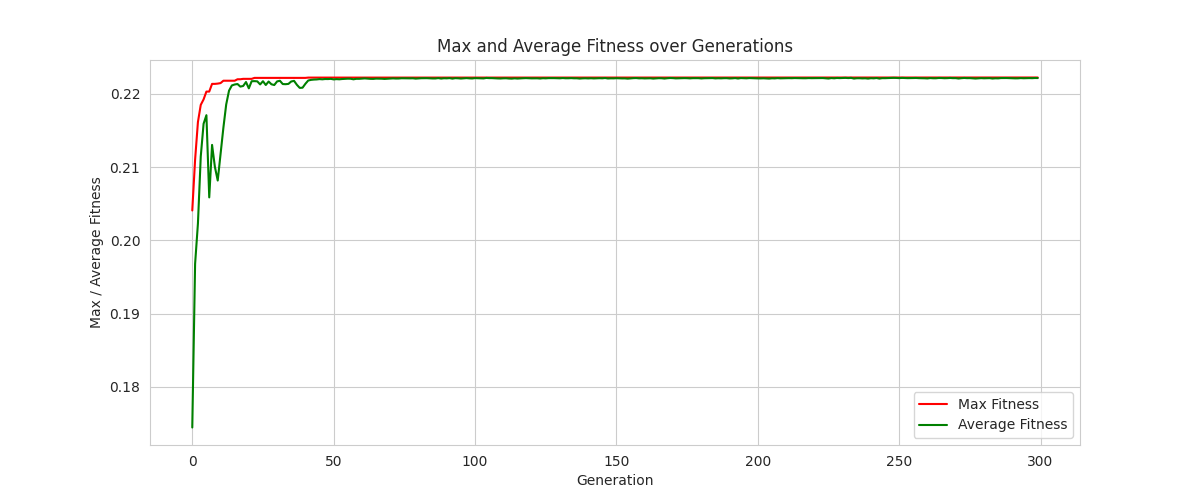 Max and Average Fitness over Generations
Max / Average Fitness
0.22
0.21
0.20
0.19
0.18
Max Fitness
Average Fitness
0 50 100 150 200 250 300
Generation